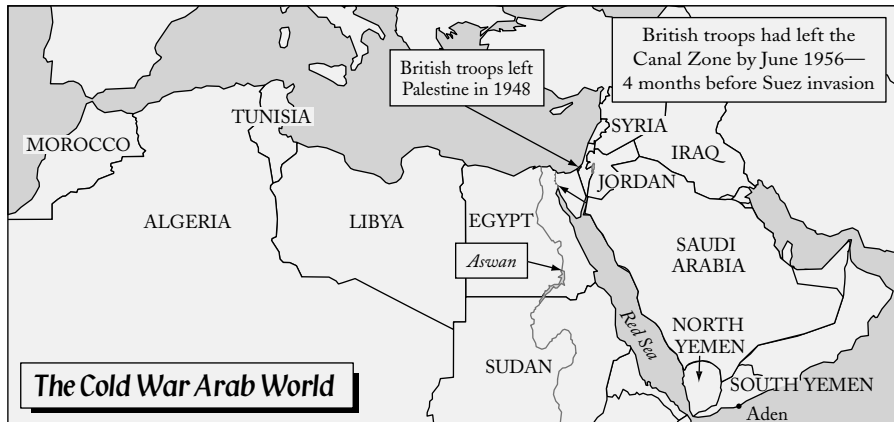 British troops had left the
Canal Zone by June 1956—
4 months before Suez invasion
British troops left
Palestine in 1948
TUNISIA
SYRIA
MOROCCO
IRAQ
JORDAN
ALGERIA
LIBYA
EGYPT
SAUDI
ARABIA
Aswan
Red Sea
NORTH
YEMEN
SUDAN
SOUTH YEMEN
Aden
The Cold War Arab World